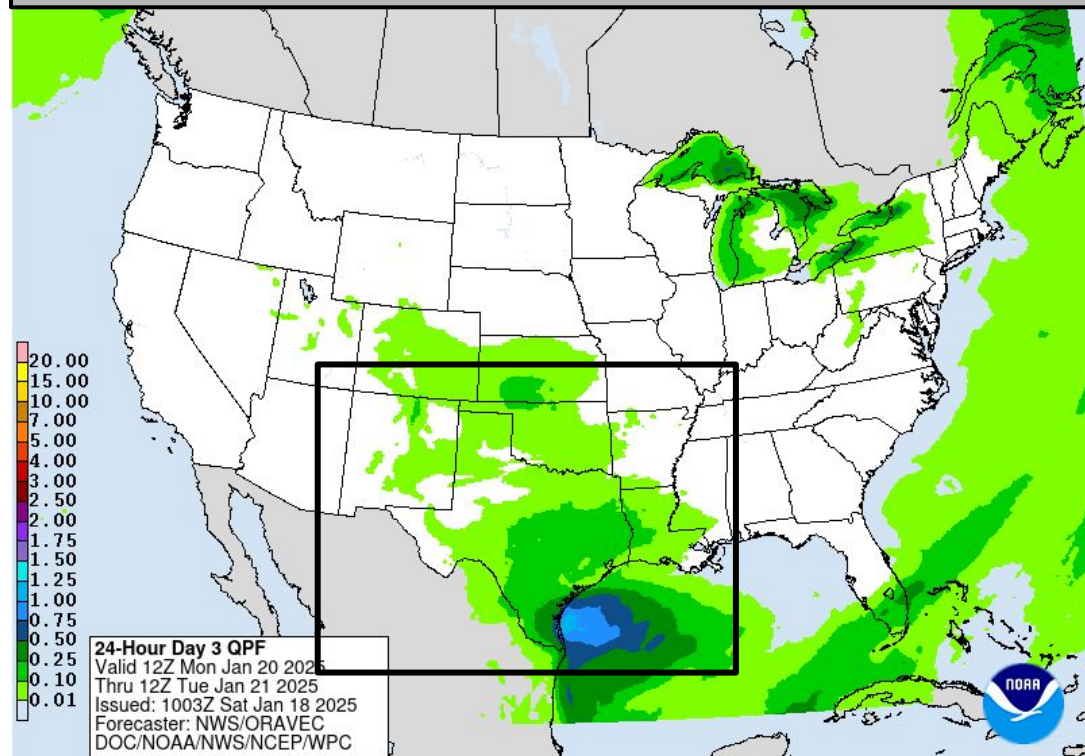 20.00
15.00
10.00
7.00
5.00
4.00
3.00
2.50
2.00
1.75
1.50
1.25
1.00
0.75
0.50
0.25
0.10
0.01
24-Hour Day 3 QPF
Valid 12Z Mon Jan 20 2025
Thru 12Z Tue Jan 21 2025
Issued: 1003Z Sat Jan 18 2025
Forecaster: NWS/ORAVEC
DOC/NOAA/NWS/NCEP/WPC
NOAA